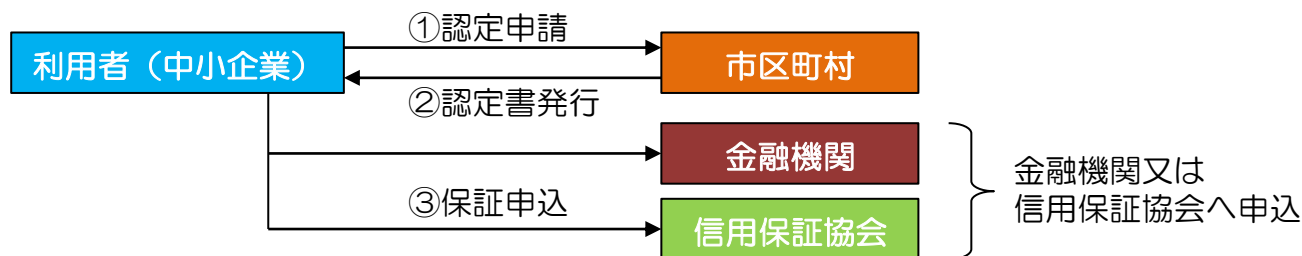 ①認定申請
利用者（中小企業）
市区町村
②認定書発行
金融機関
③保証申込
信用保証協会
金融機関又は
信用保証協会へ申込